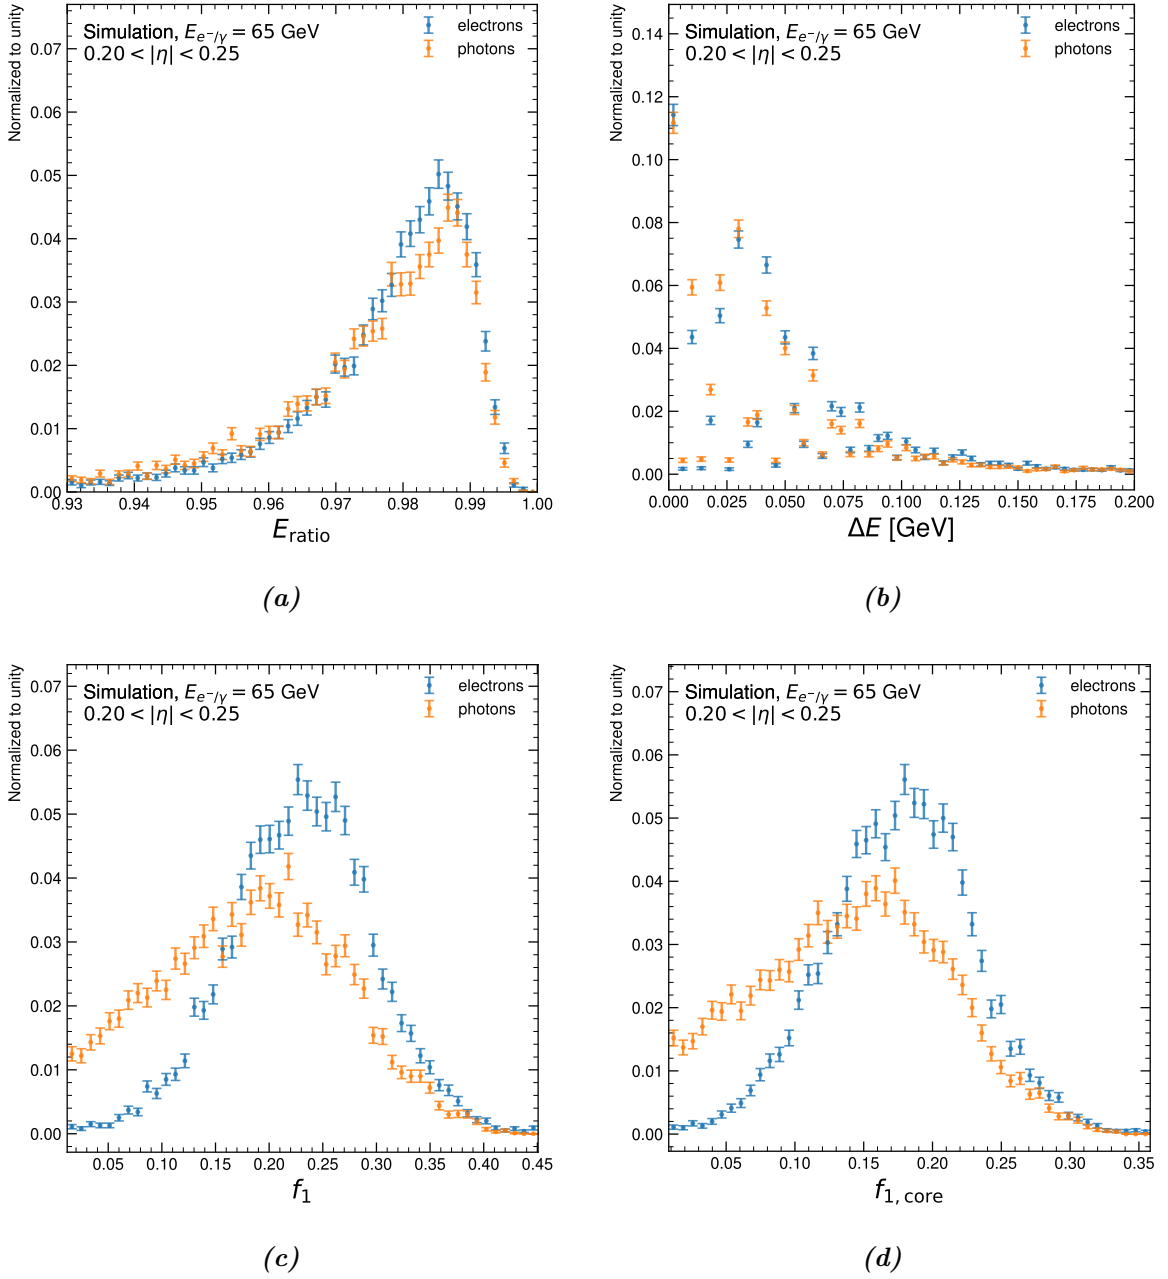 Normalized to unity
Simulation, E_{e⁻/γ} = 65 GeV
0.20 < |η| < 0.25
electrons
photons
0.07
0.06
0.05
0.04
0.03
0.02
0.01
0.00
0.93 0.94 0.95 0.96 0.97 0.98 0.99 1.00
E_ratio
(a)
Normalized to unity
Simulation, E_{e⁻/γ} = 65 GeV
0.20 < |η| < 0.25
electrons
photons
0.14
0.12
0.10
0.08
0.06
0.04
0.02
0.00
0.000 0.025 0.050 0.075 0.100 0.125 0.150 0.175 0.200
ΔE [GeV]
(b)
Normalized to unity
Simulation, E_{e⁻/γ} = 65 GeV
0.20 < |η| < 0.25
electrons
photons
0.07
0.06
0.05
0.04
0.03
0.02
0.01
0.00
0.05 0.10 0.15 0.20 0.25 0.30 0.35 0.40 0.45
f₁
(c)
Normalized to unity
Simulation, E_{e⁻/γ} = 65 GeV
0.20 < |η| < 0.25
electrons
photons
0.07
0.06
0.05
0.04
0.03
0.02
0.01
0.00
0.05 0.10 0.15 0.20 0.25 0.30 0.35
f_{1, core}
(d)